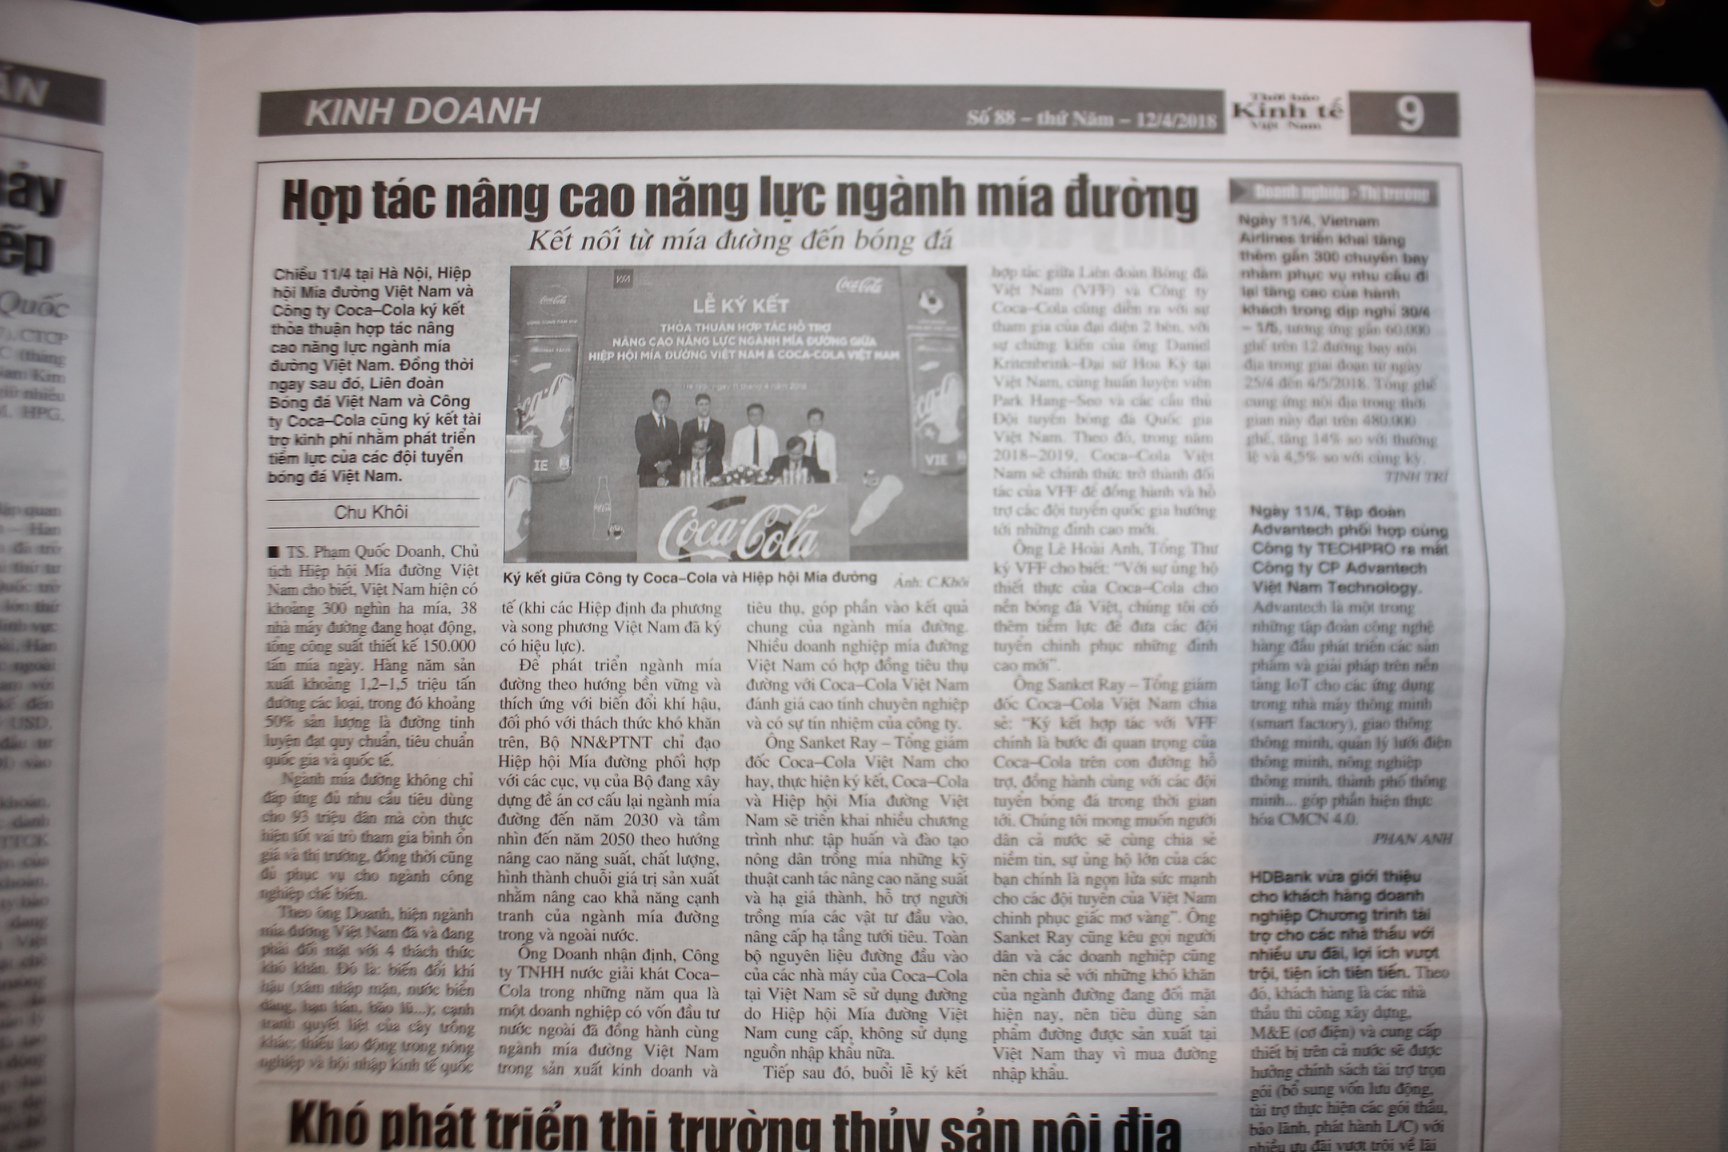 KINH DOANH
Số 88 – thứ Năm – 12/4/2018
Thời báo
Kinh tế
Việt Nam
9
Hợp tác nâng cao năng lực ngành mía đường
Kết nối từ mía đường đến bóng đá
Chiều 11/4 tại Hà Nội, Hiệp
hội Mía đường Việt Nam và
Công ty Coca–Cola ký kết
thỏa thuận hợp tác nâng
cao năng lực ngành mía
đường Việt Nam. Đồng thời
ngay sau đó, Liên đoàn
Bóng đá Việt Nam và Công
ty Coca–Cola cũng ký kết tài
trợ kinh phí nhằm phát triển
tiềm lực của các đội tuyển
bóng đá Việt Nam.
Chu Khôi
■ TS. Phạm Quốc Doanh, Chủ
tịch Hiệp hội Mía đường Việt
Nam cho biết, Việt Nam hiện có
khoảng 300 nghìn ha mía, 38
nhà máy đường đang hoạt động,
tổng công suất thiết kế 150.000
tấn mía ngày. Hàng năm sản
xuất khoảng 1,2–1,5 triệu tấn
đường các loại, trong đó khoảng
50% sản lượng là đường tinh
luyện đạt quy chuẩn, tiêu chuẩn
quốc gia và quốc tế.
Ngành mía đường không chỉ
đáp ứng đủ nhu cầu tiêu dùng
cho 93 triệu dân mà còn thực
hiện tốt vai trò tham gia bình ổn
giá và thị trường, đồng thời cũng
đủ phục vụ cho ngành công
nghiệp chế biến.
Theo ông Doanh, hiện ngành
mía đường Việt Nam đã và đang
phải đối mặt với 4 thách thức
khó khăn. Đó là: biến đổi khí
hậu (xâm nhập mặn, nước biển
dâng, hạn hán, bão lũ...); cạnh
tranh quyết liệt của cây trồng
khác; thiếu lao động trong nông
nghiệp và hội nhập kinh tế quốc
VSSA
Coca-Cola
LỄ KÝ KẾT
THỎA THUẬN HỢP TÁC HỖ TRỢ
NÂNG CAO NĂNG LỰC NGÀNH MÍA ĐƯỜNG GIỮA
HIỆP HỘI MÍA ĐƯỜNG VIỆT NAM & COCA-COLA VIỆT NAM
Hà Nội, ngày 11 tháng 4 năm 2018
IE
VIE
Coca-Cola
Ký kết giữa Công ty Coca–Cola và Hiệp hội Mía đường
Ảnh: C.Khôi
tế (khi các Hiệp định đa phương
và song phương Việt Nam đã ký
có hiệu lực).
Để phát triển ngành mía
đường theo hướng bền vững và
thích ứng với biến đổi khí hậu,
đối phó với thách thức khó khăn
trên, Bộ NN&PTNT chỉ đạo
Hiệp hội Mía đường phối hợp
với các cục, vụ của Bộ đang xây
dựng đề án cơ cấu lại ngành mía
đường đến năm 2030 và tầm
nhìn đến năm 2050 theo hướng
nâng cao năng suất, chất lượng,
hình thành chuỗi giá trị sản xuất
nhằm nâng cao khả năng cạnh
tranh của ngành mía đường
trong và ngoài nước.
Ông Doanh nhận định, Công
ty TNHH nước giải khát Coca–
Cola trong những năm qua là
một doanh nghiệp có vốn đầu tư
nước ngoài đã đồng hành cùng
ngành mía đường Việt Nam
trong sản xuất kinh doanh và
tiêu thụ, góp phần vào kết quả
chung của ngành mía đường.
Nhiều doanh nghiệp mía đường
Việt Nam có hợp đồng tiêu thụ
đường với Coca–Cola Việt Nam
đánh giá cao tính chuyên nghiệp
và có sự tín nhiệm của công ty.
Ông Sanket Ray – Tổng giám
đốc Coca–Cola Việt Nam cho
hay, thực hiện ký kết, Coca–Cola
và Hiệp hội Mía đường Việt
Nam sẽ triển khai nhiều chương
trình như: tập huấn và đào tạo
nông dân trồng mía những kỹ
thuật canh tác nâng cao năng suất
và hạ giá thành, hỗ trợ người
trồng mía các vật tư đầu vào,
nâng cấp hạ tầng tưới tiêu. Toàn
bộ nguyên liệu đường đầu vào
của các nhà máy của Coca–Cola
tại Việt Nam sẽ sử dụng đường
do Hiệp hội Mía đường Việt
Nam cung cấp, không sử dụng
nguồn nhập khẩu nữa.
Tiếp sau đó, buổi lễ ký kết
hợp tác giữa Liên đoàn Bóng đá
Việt Nam (VFF) và Công ty
Coca–Cola cũng diễn ra với sự
tham gia của đại diện 2 bên, với
sự chứng kiến của ông Daniel
Kritenbrink–Đại sứ Hoa Kỳ tại
Việt Nam, cùng huấn luyện viên
Park Hang–Seo và các cầu thủ
Đội tuyển bóng đá Quốc gia
Việt Nam. Theo đó, trong năm
2018–2019, Coca–Cola Việt
Nam sẽ chính thức trở thành đối
tác của VFF để đồng hành và hỗ
trợ các đội tuyển quốc gia hướng
tới những đỉnh cao mới.
Ông Lê Hoài Anh, Tổng Thư
ký VFF cho biết: “Với sự ủng hộ
thiết thực của Coca–Cola cho
nền bóng đá Việt, chúng tôi có
thêm tiềm lực để đưa các đội
tuyển chinh phục những đỉnh
cao mới”.
Ông Sanket Ray – Tổng giám
đốc Coca–Cola Việt Nam chia
sẻ: “Ký kết hợp tác với VFF
chính là bước đi quan trọng của
Coca–Cola trên con đường hỗ
trợ, đồng hành cùng với các đội
tuyển bóng đá trong thời gian
tới. Chúng tôi mong muốn người
dân cả nước sẽ cùng chia sẻ
niềm tin, sự ủng hộ lớn của các
bạn chính là ngọn lửa sức mạnh
cho các đội tuyển của Việt Nam
chinh phục giấc mơ vàng”. Ông
Sanket Ray cũng kêu gọi người
dân và các doanh nghiệp cũng
nên chia sẻ với những khó khăn
của ngành đường đang đối mặt
hiện nay, nên tiêu dùng sản
phẩm đường được sản xuất tại
Việt Nam thay vì mua đường
nhập khẩu.
Doanh nghiệp - Thị trường
Ngày 11/4, Vietnam
Airlines triển khai tăng
thêm gần 300 chuyến bay
nhằm phục vụ nhu cầu đi
lại tăng cao của hành
khách trong dịp nghỉ 30/4
– 1/5, tương ứng gần 60.000
ghế trên 12 đường bay nội
địa trong giai đoạn từ ngày
25/4 đến 4/5/2018. Tổng ghế
cung ứng nội địa trong thời
gian này đạt trên 480.000
ghế, tăng 14% so với thường
lệ và 4,5% so với cùng kỳ.
TỊNH TRÍ
Ngày 11/4, Tập đoàn
Advantech phối hợp cùng
Công ty TECHPRO ra mắt
Công ty CP Advantech
Việt Nam Technology.
Advantech là một trong
những tập đoàn công nghệ
hàng đầu phát triển các sản
phẩm và giải pháp trên nền
tảng IoT cho các ứng dụng
trong nhà máy thông minh
(smart factory), giao thông
thông minh, quản lý lưới điện
thông minh, nông nghiệp
thông minh, thành phố thông
minh... góp phần hiện thực
hóa CMCN 4.0.
PHAN ANH
HDBank vừa giới thiệu
cho khách hàng doanh
nghiệp Chương trình tài
trợ cho các nhà thầu với
nhiều ưu đãi, lợi ích vượt
trội, tiện ích tiên tiến. Theo
đó, khách hàng là các nhà
thầu thi công xây dựng,
M&E (cơ điện) và cung cấp
thiết bị trên cả nước sẽ được
hưởng chính sách tài trợ trọn
gói (bổ sung vốn lưu động,
tài trợ thực hiện các gói thầu,
bảo lãnh, phát hành L/C) với
nhiều ưu đãi vượt trội về lãi
Khó phát triển thị trường thủy sản nội địa